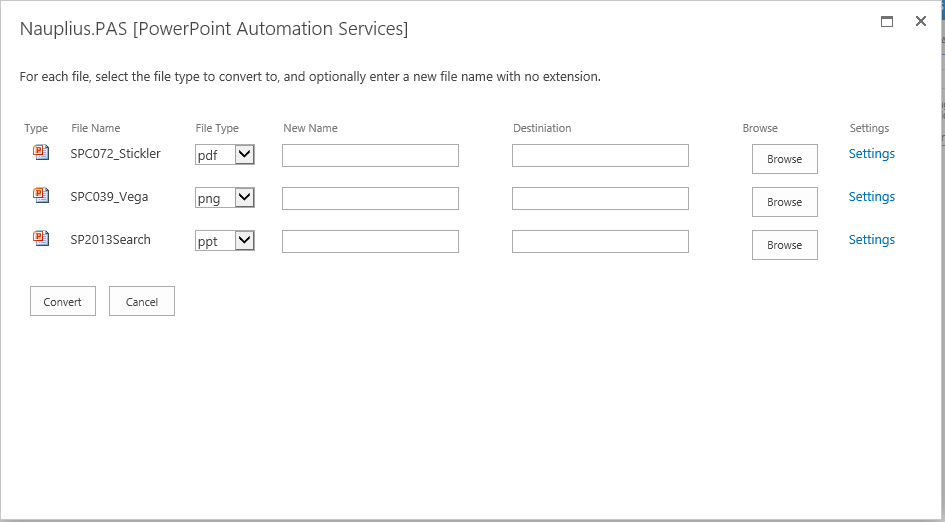 Nauplius.PAS [PowerPoint Automation Services]
For each file, select the file type to convert to, and optionally enter a new file name with no extension.
Type File Name File Type New Name Destiniation Browse Settings
SPC072_Stickler pdf Browse Settings
SPC039_Vega png Browse Settings
SP2013Search ppt Browse Settings
Convert Cancel